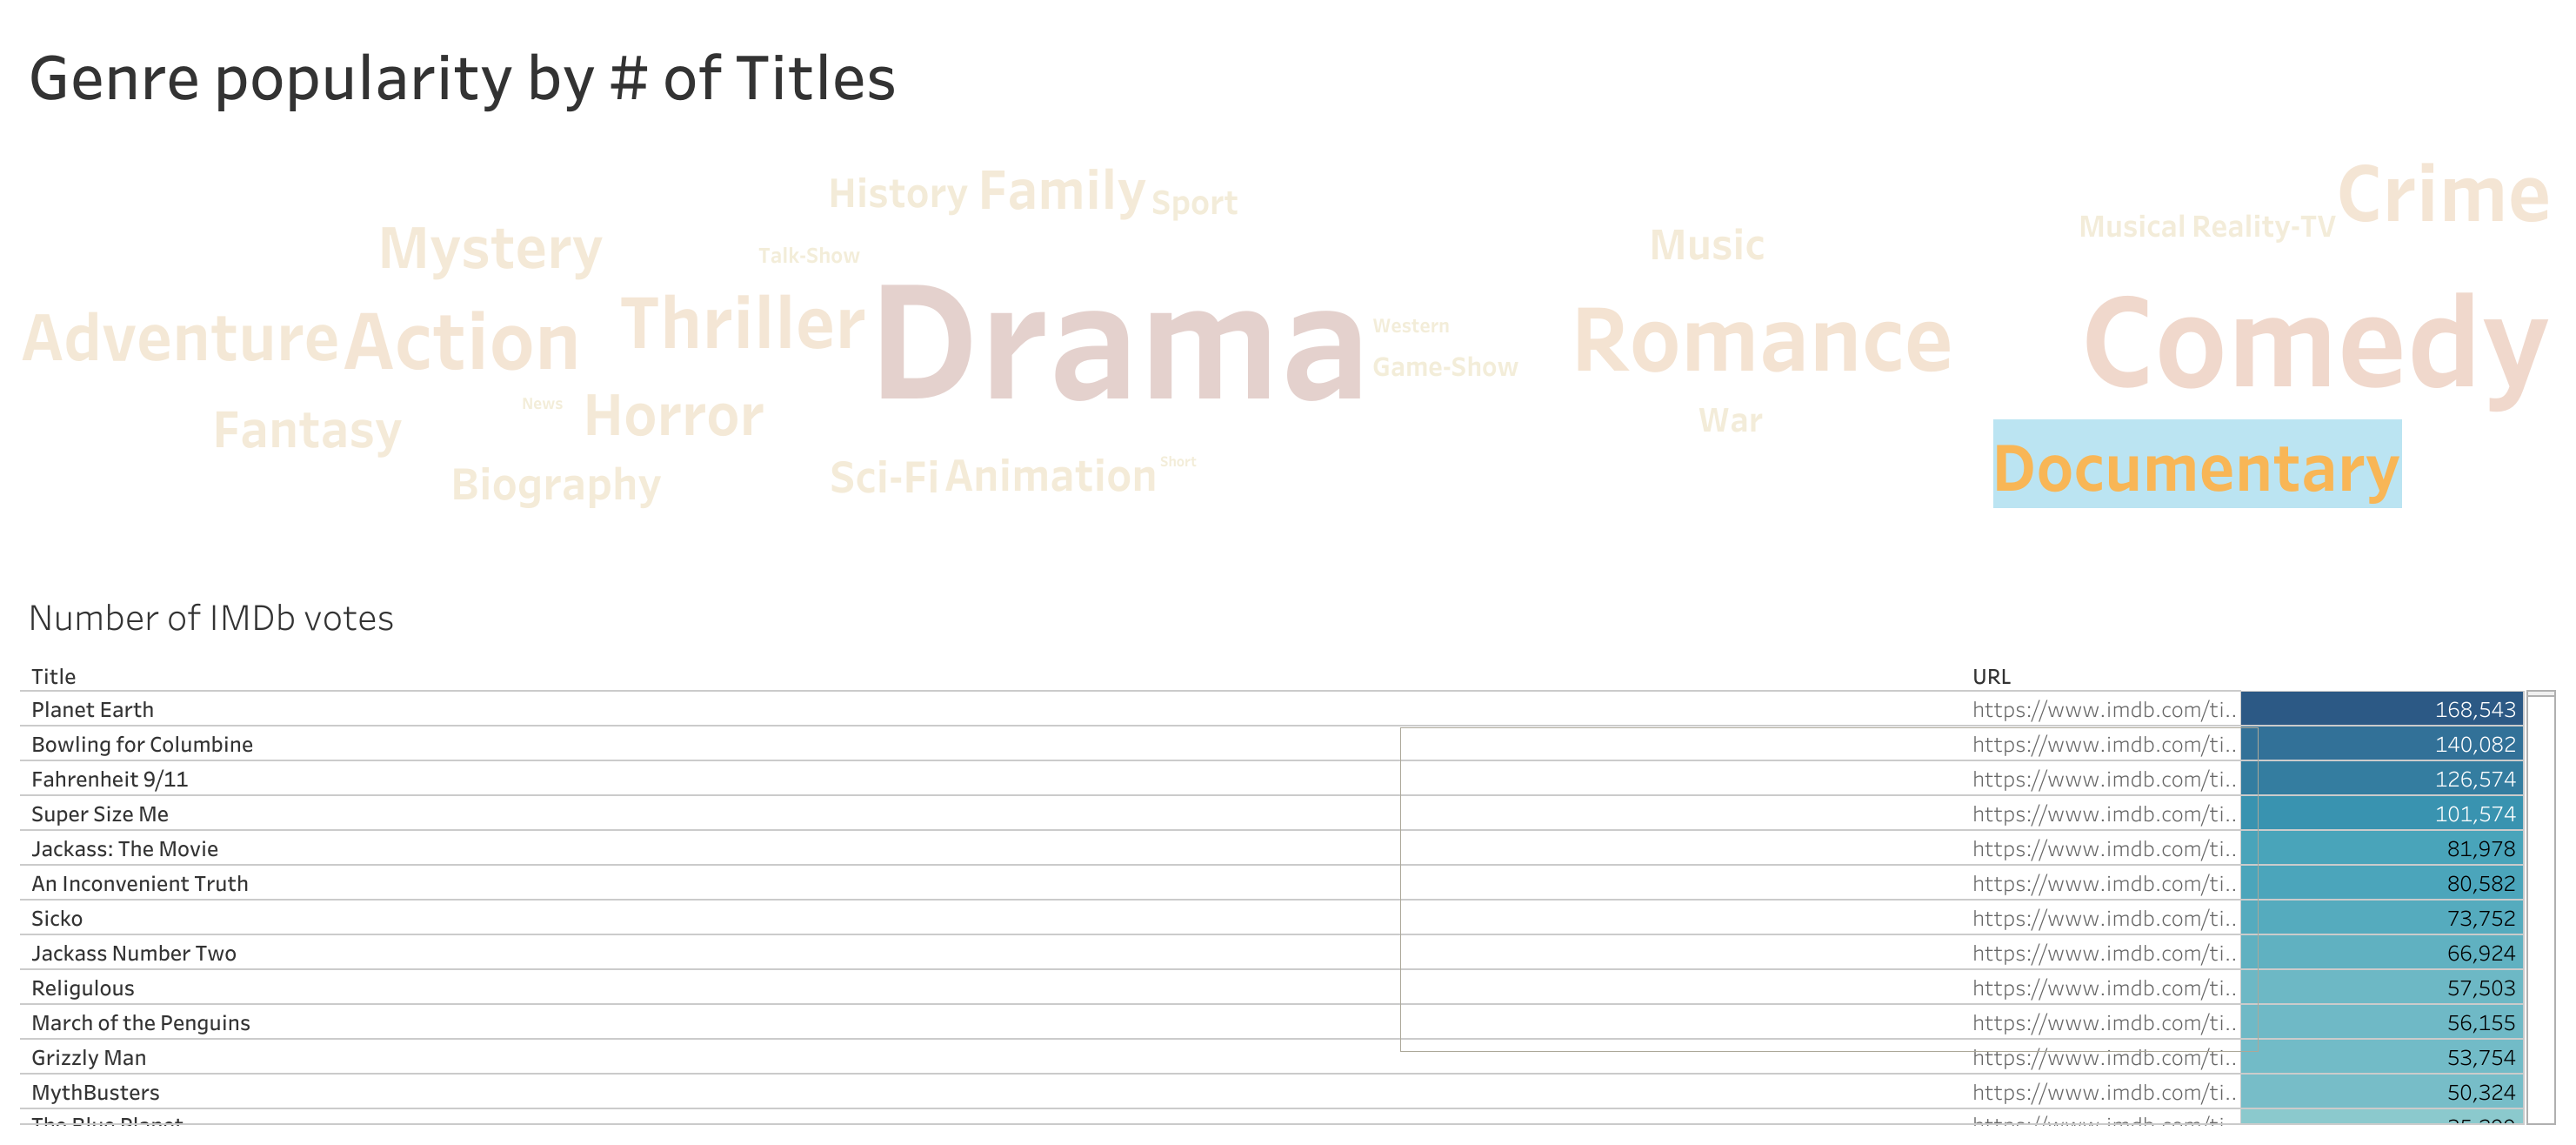 Genre popularity by # of Titles
History Family Sport Crime
Mystery Talk-Show Music Musical Reality-TV
Adventure Action Thriller Drama Western Romance Comedy
Game-Show
Fantasy News Horror War
Biography Sci-Fi Animation Short Documentary
Number of IMDb votes
Title URL
Planet Earth https://www.imdb.com/ti.. 168,543
Bowling for Columbine https://www.imdb.com/ti.. 140,082
Fahrenheit 9/11 https://www.imdb.com/ti.. 126,574
Super Size Me https://www.imdb.com/ti.. 101,574
Jackass: The Movie https://www.imdb.com/ti.. 81,978
An Inconvenient Truth https://www.imdb.com/ti.. 80,582
Sicko https://www.imdb.com/ti.. 73,752
Jackass Number Two https://www.imdb.com/ti.. 66,924
Religulous https://www.imdb.com/ti.. 57,503
March of the Penguins https://www.imdb.com/ti.. 56,155
Grizzly Man https://www.imdb.com/ti.. 53,754
MythBusters https://www.imdb.com/ti.. 50,324
The Blue Planet https://www.imdb.com/ti..